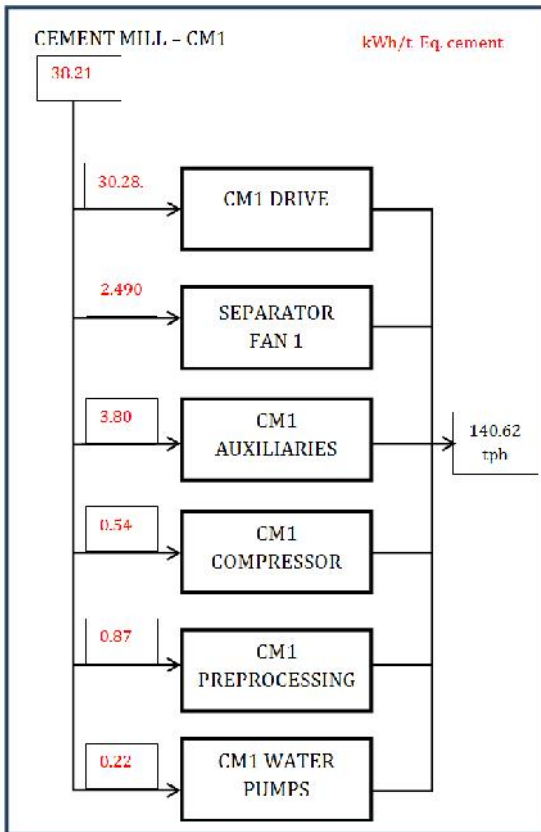 CEMENT MILL – CM1
kWh/t Eq. cement
38.21
30.28.
CM1 DRIVE
2.490
SEPARATOR
FAN 1
3.80
CM1
AUXILIARIES
140.62
tph
0.54
CM1
COMPRESSOR
0.87
CM1
PREPROCESSING
0.22
CM1 WATER
PUMPS